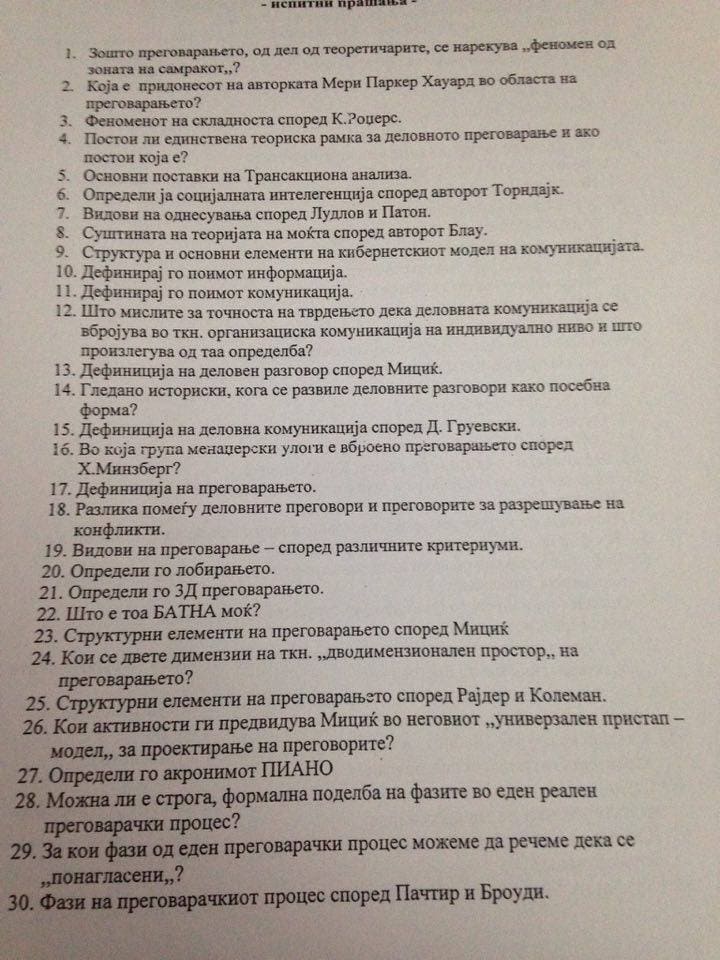 - испитни прашања -
1. Зошто преговарањето, од дел од теоретичарите, се нарекува „феномен од
зоната на самракот„?
2. Која е придонесот на авторката Мери Паркер Хауард во областа на
преговарањето?
3. Феноменот на складноста според К.Роџерс.
4. Постои ли единствена теориска рамка за деловното преговарање и ако
постои која е?
5. Основни поставки на Трансакциона анализа.
6. Определи ја социјалната интелегенција според авторот Торндајк.
7. Видови на однесувања според Лудлов и Патон.
8. Суштината на теоријата на моќта според авторот Блау.
9. Структура и основни елементи на кибернетскиот модел на комуникацијата.
10. Дефинирај го поимот информација.
11. Дефинирај го поимот комуникација.
12. Што мислите за точноста на тврдењето дека деловната комуникација се
вбројува во ткн. организациска комуникација на индивидуално ниво и што
произлегува од таа определба?
13. Дефиниција на деловен разговор според Мициќ.
14. Гледано историски, кога се развиле деловните разговори како посебна
форма?
15. Дефиниција на деловна комуникација според Д. Груевски.
16. Во која група менаџерски улоги е вброено преговарањето според
Х.Минзберг?
17. Дефиниција на преговарањето.
18. Разлика помеѓу деловните преговори и преговорите за разрешување на
конфликти.
19. Видови на преговарање – според различните критериуми.
20. Определи го лобирањето.
21. Определи го 3Д преговарањето.
22. Што е тоа БАТНА моќ?
23. Структурни елементи на преговарањето според Мициќ
24. Кои се двете димензии на ткн. „дводимензионален простор„ на
преговарањето?
25. Структурни елементи на преговарањето според Рајдер и Колеман.
26. Кои активности ги предвидува Мициќ во неговиот „универзален пристап –
модел„ за проектирање на преговорите?
27. Определи го акронимот ПИАНО
28. Можна ли е строга, формална поделба на фазите во еден реален
преговарачки процес?
29. За кои фази од еден преговарачки процес можеме да речеме дека се
„понагласени„?
30. Фази на преговарачкиот процес според Пачтир и Броуди.